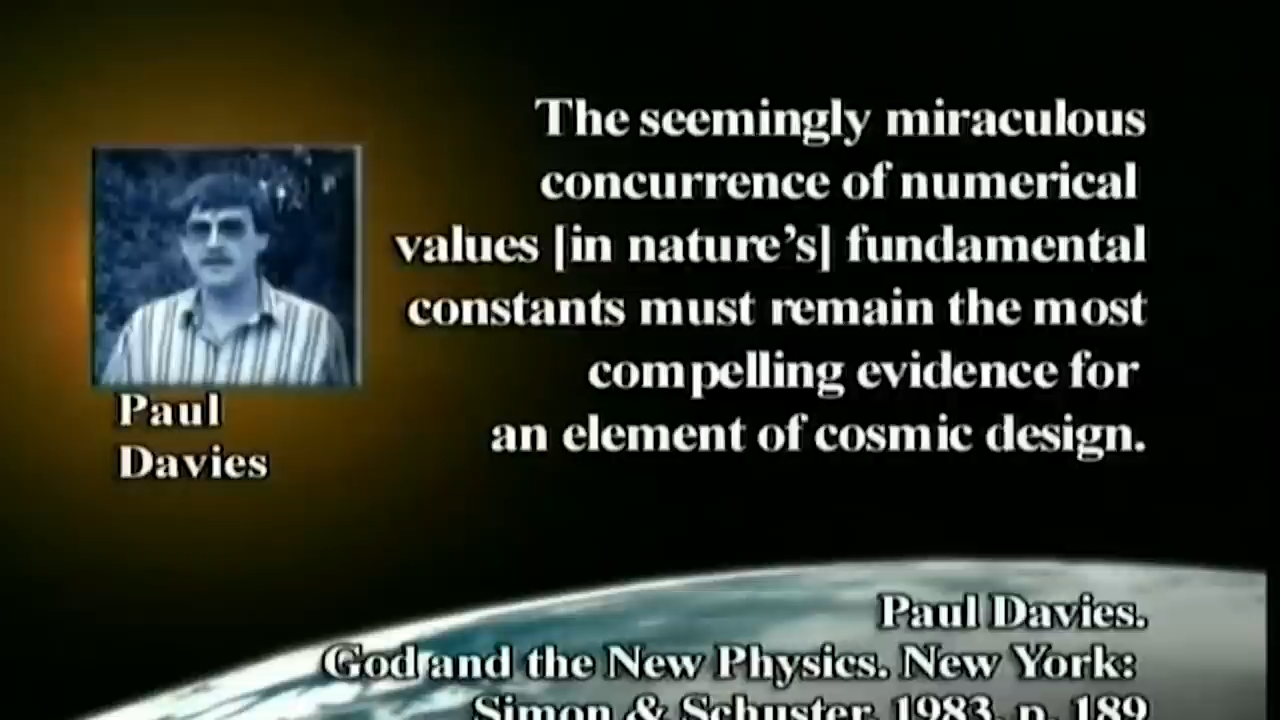 The seemingly miraculous
concurrence of numerical
values [in nature's] fundamental
constants must remain the most
compelling evidence for
an element of cosmic design.
Paul
Davies
Paul Davies.
God and the New Physics. New York:
Simon & Schuster, 1983, p. 189